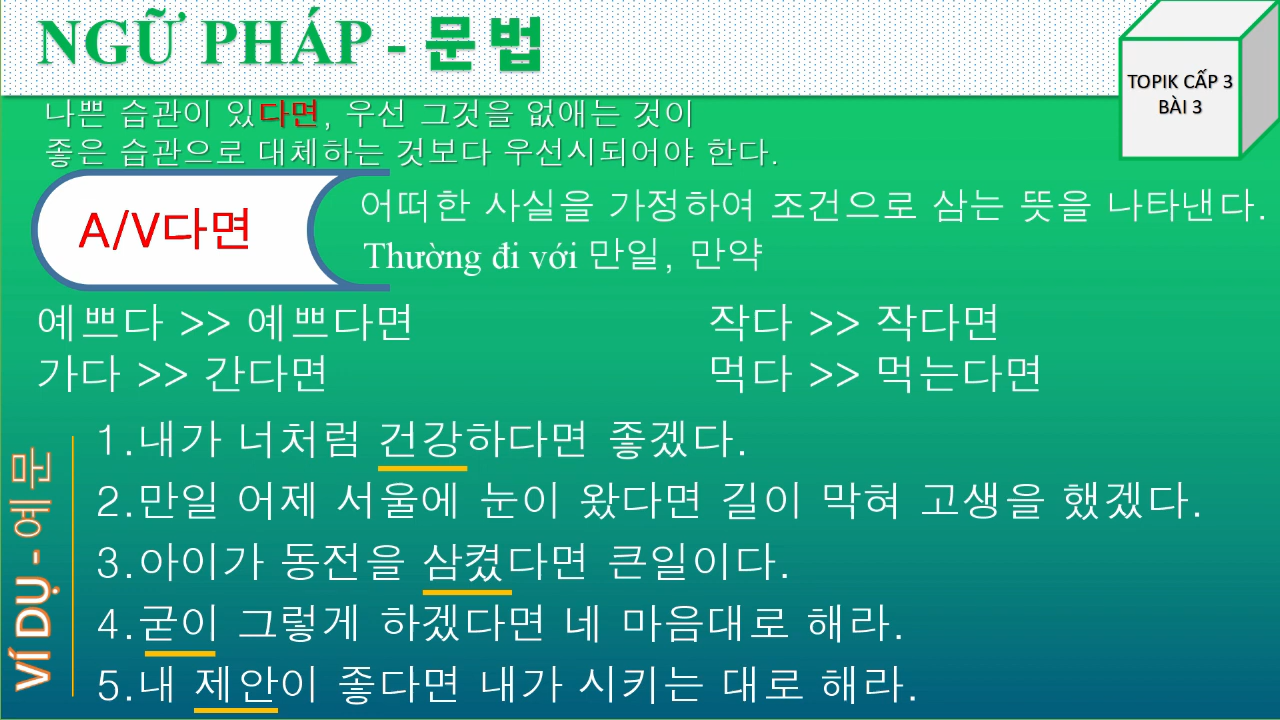 NGỮ PHÁP - 문법
TOPIK CẤP 3
BÀI 3
나쁜 습관이 있다면, 우선 그것을 없애는 것이
좋은 습관으로 대체하는 것보다 우선시되어야 한다.
A/V다면
어떠한 사실을 가정하여 조건으로 삼는 뜻을 나타낸다.
Thường đi với 만일, 만약
예쁘다 >> 예쁘다면
작다 >> 작다면
가다 >> 간다면
먹다 >> 먹는다면
VÍ DỤ - 예문
1.내가 너처럼 건강하다면 좋겠다.
2.만일 어제 서울에 눈이 왔다면 길이 막혀 고생을 했겠다.
3.아이가 동전을 삼켰다면 큰일이다.
4.굳이 그렇게 하겠다면 네 마음대로 해라.
5.내 제안이 좋다면 내가 시키는 대로 해라.